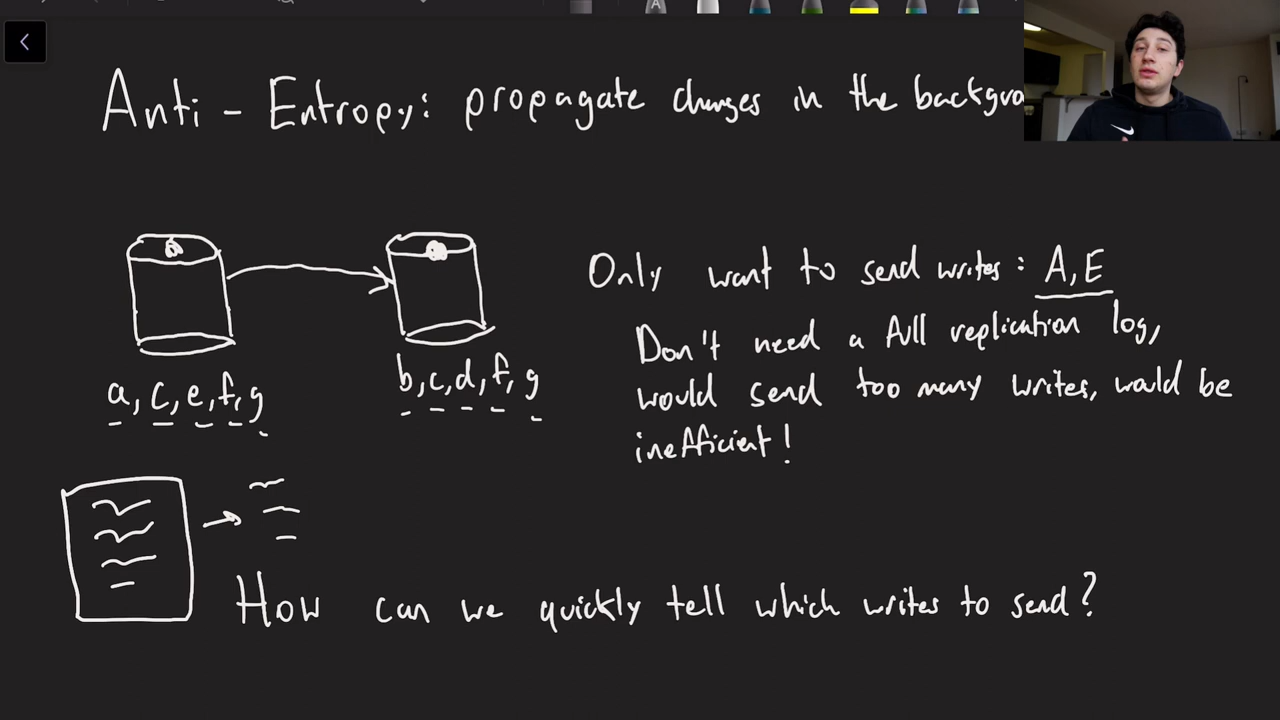 Anti - Entropy: propagate changes in the backgrou
Only want to send writes: A,E
Don't need a full replication log,
would send too many writes, would be
inefficient!
a, c, e, f, g
b, c, d, f, g
How can we quickly tell which writes to send?